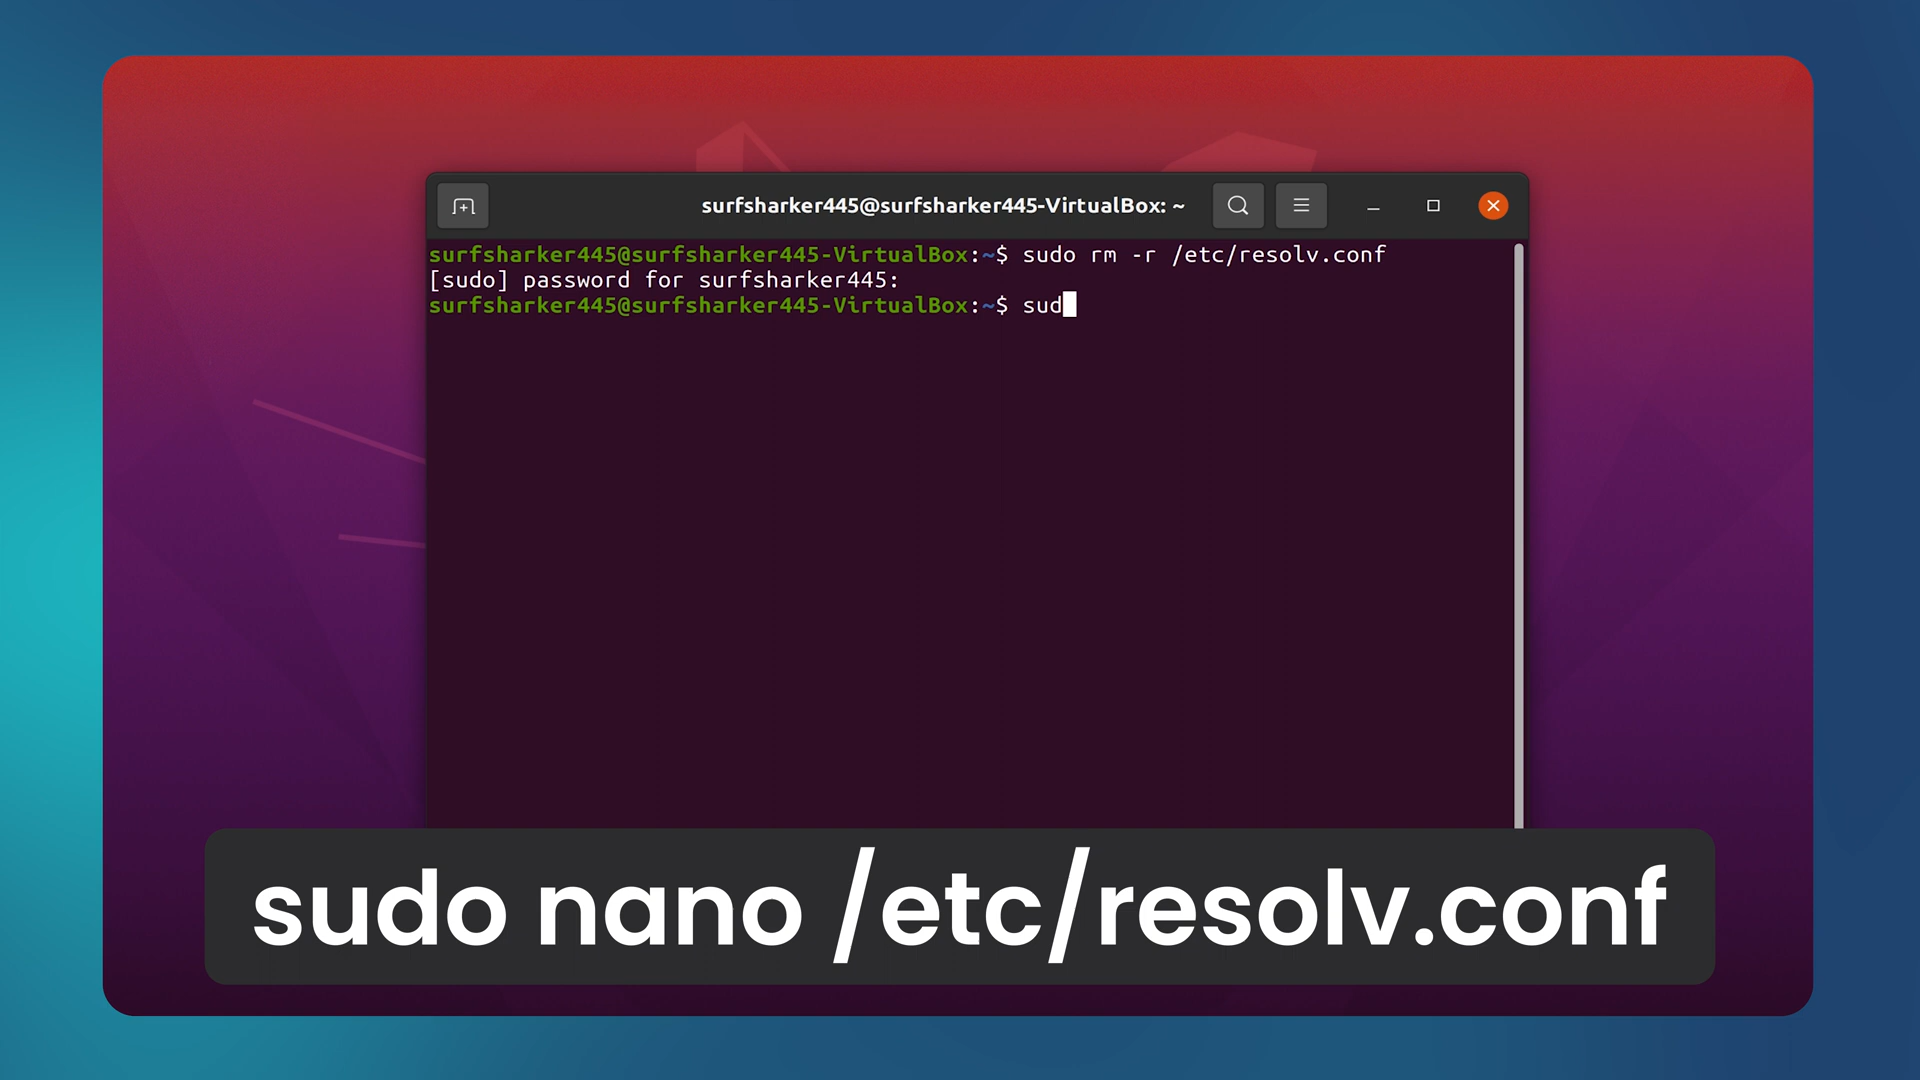 surfsharker445@surfsharker445-VirtualBox: ~
surfsharker445@surfsharker445-VirtualBox:~$ sudo rm -r /etc/resolv.conf
[sudo] password for surfsharker445:
surfsharker445@surfsharker445-VirtualBox:~$ sud
sudo nano /etc/resolv.conf